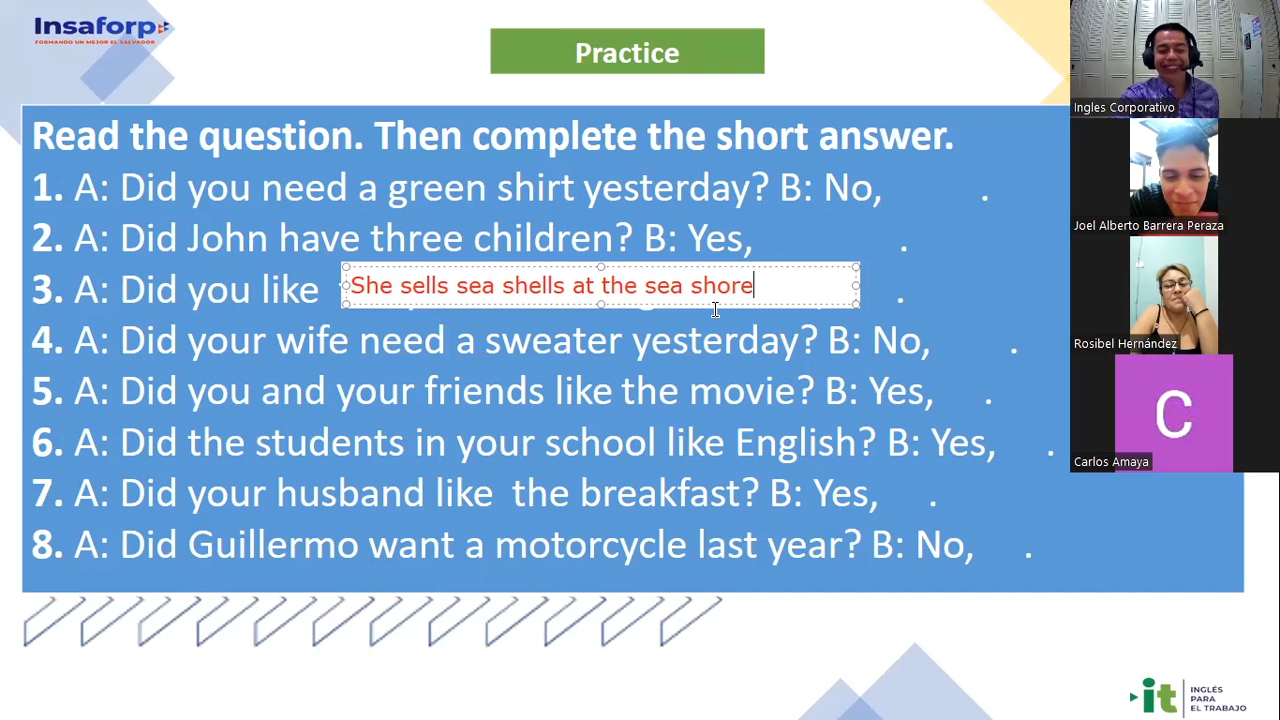 Insaforp
FORMANDO UN MEJOR EL SALVADOR
Practice
Read the question. Then complete the short answer.
1. A: Did you need a green shirt yesterday? B: No, .
2. A: Did John have three children? B: Yes, .
3. A: Did you like .
She sells sea shells at the sea shore
4. A: Did your wife need a sweater yesterday? B: No, .
5. A: Did you and your friends like the movie? B: Yes, .
6. A: Did the students in your school like English? B: Yes, .
7. A: Did your husband like the breakfast? B: Yes, .
8. A: Did Guillermo want a motorcycle last year? B: No, .
Ingles Corporativo
Joel Alberto Barrera Peraza
Rosibel Hernández
C
Carlos Amaya
it
INGLÉS
PARA
EL TRABAJO